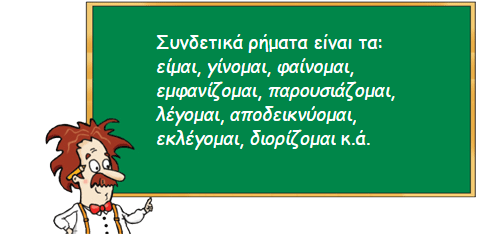 Συνδετικά ρήματα είναι τα:
είμαι, γίνομαι, φαίνομαι,
εμφανίζομαι, παρουσιάζομαι,
λέγομαι, αποδεικνύομαι,
εκλέγομαι, διορίζομαι κ.ά.